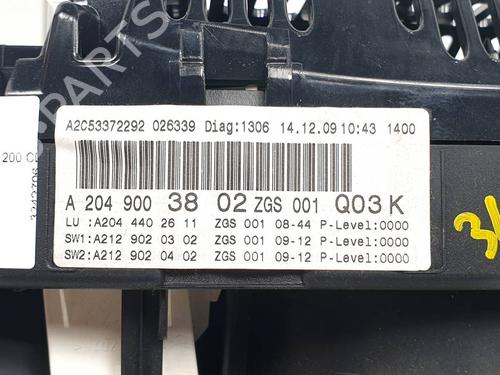 A2C53372292 026339 Diag:1306 14.12.09 10:43 1400
A 204 900 38 02 ZGS 001 Q03 K
LU :A204 440 26 11 ZGS 001 08-44 P-Level:0000
SW1:A212 902 03 02 ZGS 001 09-12 P-Level:0000
SW2:A212 902 04 02 ZGS 001 09-12 P-Level:0000
200 C
PARTS